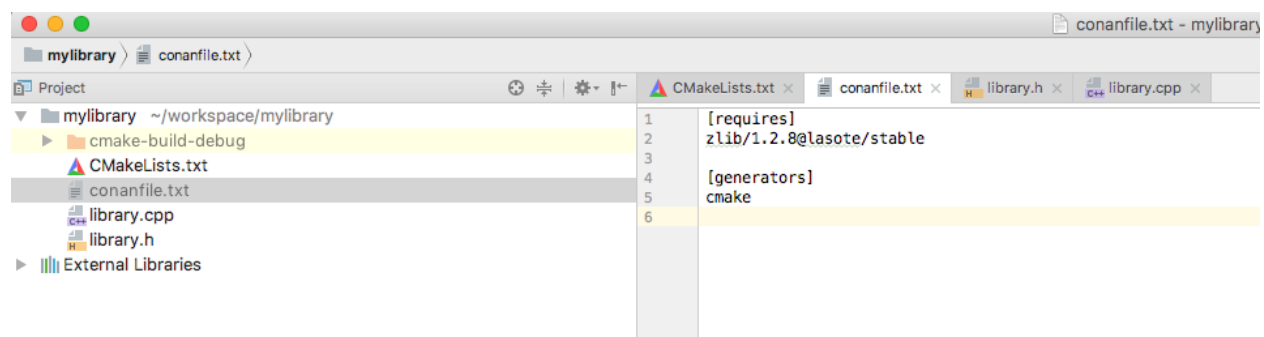 conanfile.txt - mylibrary
mylibrary conanfile.txt
Project
CMakeLists.txt conanfile.txt library.h library.cpp
mylibrary ~/workspace/mylibrary
cmake-build-debug
CMakeLists.txt
conanfile.txt
C++ library.cpp
H library.h
External Libraries
1 [requires]
2 zlib/1.2.8@lasote/stable
3
4 [generators]
5 cmake
6